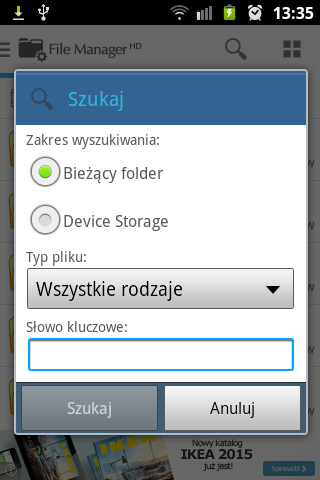 13:35
File Manager HD
Szukaj
Zakres wyszukiwania:
Bieżący folder
Device Storage
Typ pliku:
Wszystkie rodzaje
Słowo kluczowe:
Szukaj
Anuluj
Nowy katalog
IKEA 2015
już jest!
Sprawdź